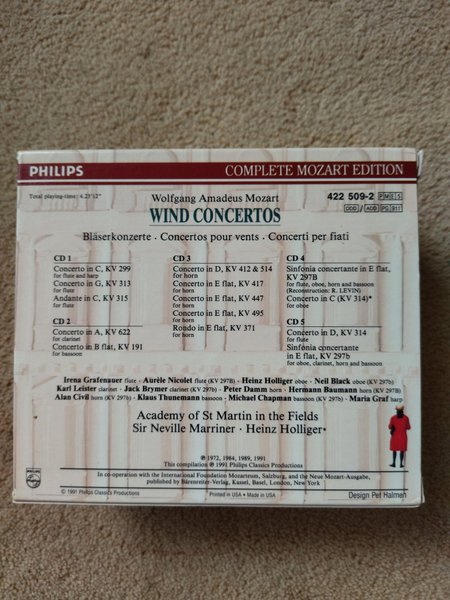 PHILIPS COMPLETE MOZART EDITION
Total playing-time: 4.23'12"
Wolfgang Amadeus Mozart
422 509-2 PM E 5
WIND CONCERTOS
DDD / ADD PG 911
Bläserkonzerte · Concertos pour vents · Concerti per fiati
CD 1
Concerto in C, KV 299
for flute and harp
Concerto in G, KV 313
for flute
Andante in C, KV 315
for flute
CD 2
Concerto in A, KV 622
for clarinet
Concerto in B flat, KV 191
for bassoon
CD 3
Concerto in D, KV 412 & 514
for horn
Concerto in E flat, KV 417
for horn
Concerto in E flat, KV 447
for horn
Concerto in E flat, KV 495
for horn
Rondo in E flat, KV 371
for horn
CD 4
Sinfonia concertante in E flat,
KV 297B
for flute, oboe, horn and bassoon
(Reconstruction: R. LEVIN)
Concerto in C (KV 314)*
for oboe
CD 5
Concerto in D, KV 314
for flute
Sinfonia concertante
in E flat, KV 297b
for oboe, clarinet, horn and bassoon
Irena Grafenauer flute · Aurèle Nicolet flute (KV 297B) · Heinz Holliger oboe · Neil Black oboe (KV 297b)
Karl Leister clarinet · Jack Brymer clarinet (KV 297b) · Peter Damm horn · Hermann Baumann horn (KV 297B)
Alan Civil horn (KV 297b) · Klaus Thunemann bassoon · Michael Chapman bassoon (KV 297b) · Maria Graf harp
Academy of St Martin in the Fields
Sir Neville Marriner · Heinz Holliger*
℗ 1972, 1984, 1989, 1991
This compilation ℗ 1991 Philips Classics Productions
In co-operation with the International Foundation Mozarteum, Salzburg, and the Neue Mozart-Ausgabe,
published by Bärenreiter-Verlag, Kassel, Basel, London, New York
PHILIPS
© 1991 Philips Classics Productions
Printed in USA • Made in USA
Design Pet Halmen